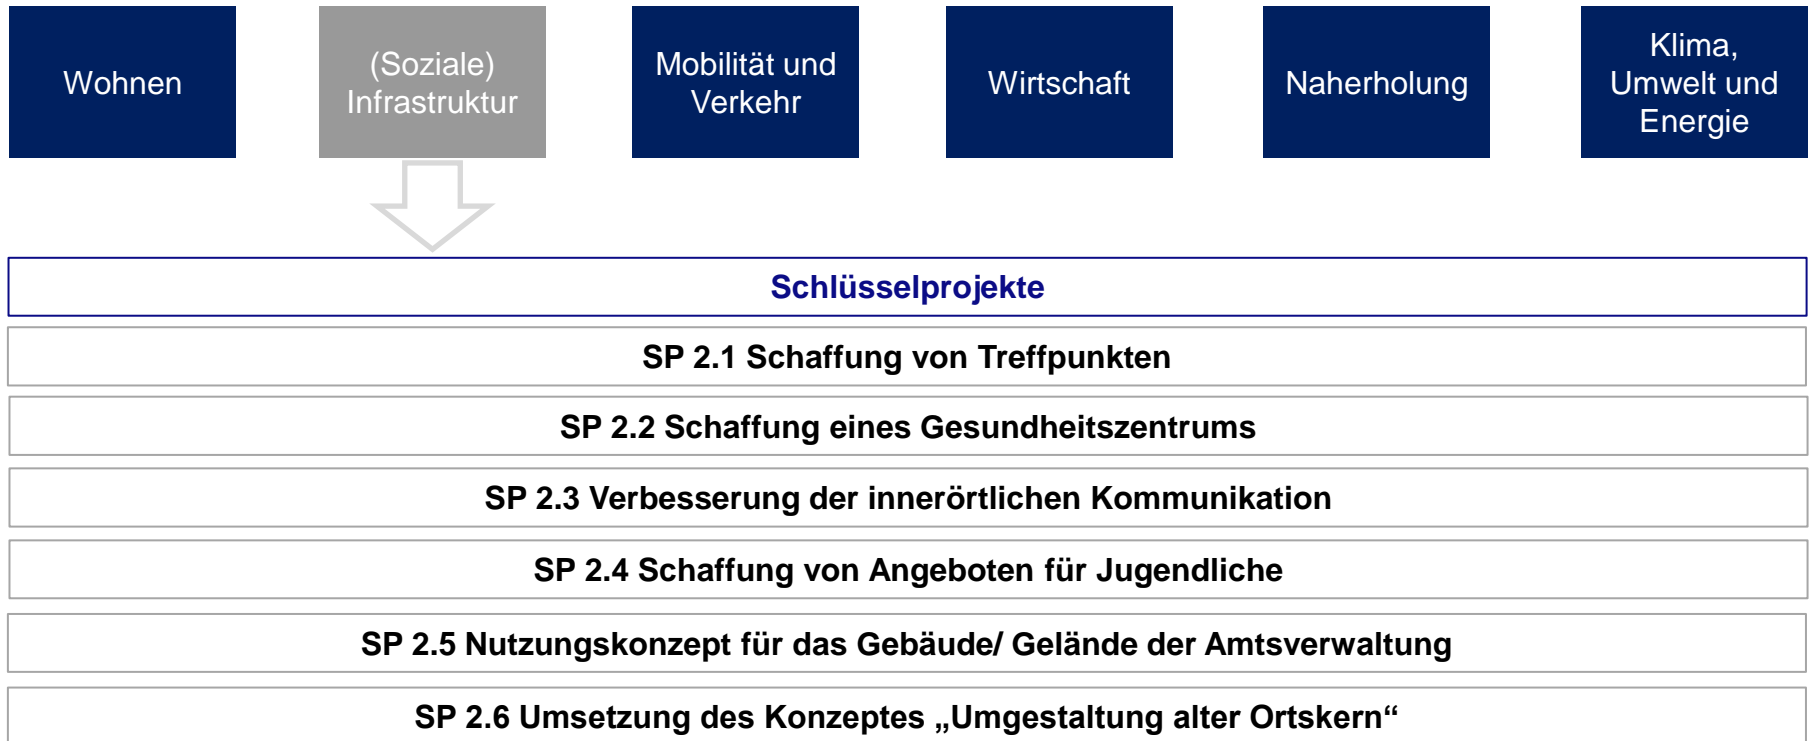 Wohnen
(Soziale)
Infrastruktur
Mobilität und
Verkehr
Wirtschaft
Naherholung
Klima,
Umwelt und
Energie
Schlüsselprojekte
SP 2.1 Schaffung von Treffpunkten
SP 2.2 Schaffung eines Gesundheitszentrums
SP 2.3 Verbesserung der innerörtlichen Kommunikation
SP 2.4 Schaffung von Angeboten für Jugendliche
SP 2.5 Nutzungskonzept für das Gebäude/ Gelände der Amtsverwaltung
SP 2.6 Umsetzung des Konzeptes „Umgestaltung alter Ortskern“